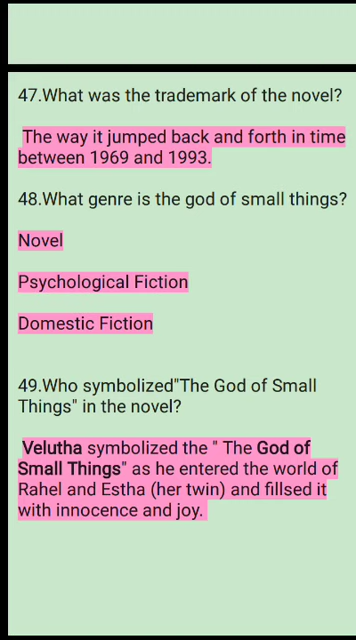 47.What was the trademark of the novel?
The way it jumped back and forth in time
between 1969 and 1993.
48.What genre is the god of small things?
Novel
Psychological Fiction
Domestic Fiction
49.Who symbolized"The God of Small
Things" in the novel?
Velutha symbolized the " The God of
Small Things" as he entered the world of
Rahel and Estha (her twin) and fillsed it
with innocence and joy.